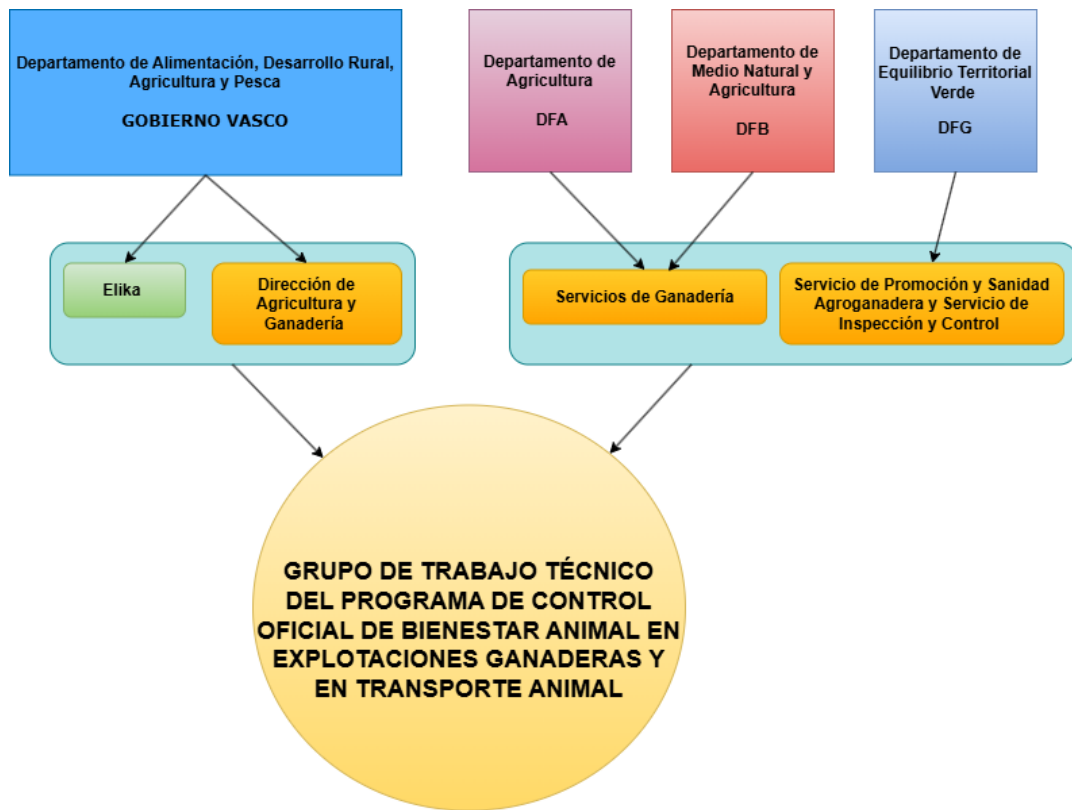 Departamento de Alimentación, Desarrollo Rural,
Agricultura y Pesca
GOBIERNO VASCO
Departamento de
Agricultura
DFA
Departamento de
Medio Natural y
Agricultura
DFB
Departamento de
Equilibrio Territorial
Verde
DFG
Elika
Dirección de
Agricultura y
Ganadería
Servicios de Ganadería
Servicio de Promoción y Sanidad
Agroganadera y Servicio de
Inspección y Control
GRUPO DE TRABAJO TÉCNICO
DEL PROGRAMA DE CONTROL
OFICIAL DE BIENESTAR ANIMAL EN
EXPLOTACIONES GANADERAS Y
EN TRANSPORTE ANIMAL